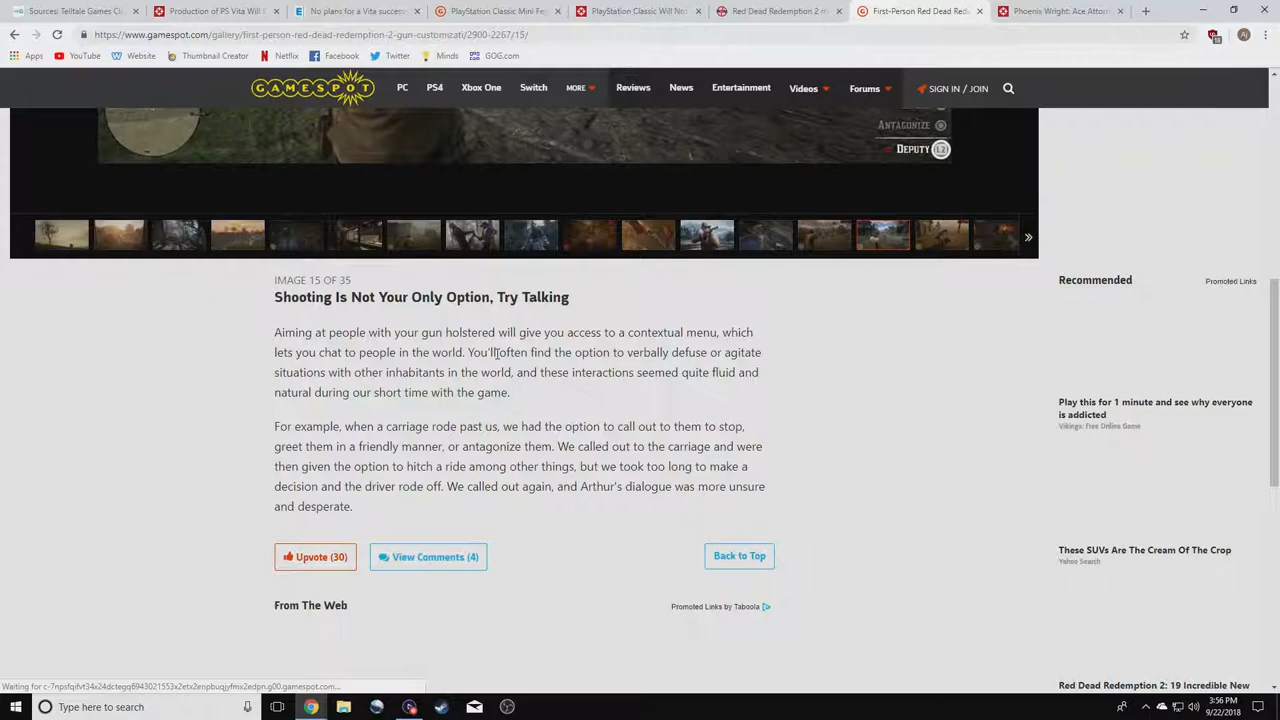 Sources: Telltale Games Cl
Production of PS Vita Will E
No plans for a Vita success
PlayStation Classic Mini Fe
PlayStation Classic Will Not
Red Dead Redemption 2 m
First-Person Red Dead Red
Phoenix Wright: Ace Attor
https://www.gamespot.com/gallery/first-person-red-dead-redemption-2-gun-customizati/2900-2267/15/
Apps YouTube Website Thumbnail Creator Netflix Facebook Twitter Minds GOG.com
GAMESPOT PC PS4 Xbox One Switch MORE Reviews News Entertainment Videos Forums SIGN IN / JOIN
ANTAGONIZE
DEPUTY L2
IMAGE 15 OF 35
Shooting Is Not Your Only Option, Try Talking
Aiming at people with your gun holstered will give you access to a contextual menu, which
lets you chat to people in the world. You'll often find the option to verbally defuse or agitate
situations with other inhabitants in the world, and these interactions seemed quite fluid and
natural during our short time with the game.
For example, when a carriage rode past us, we had the option to call out to them to stop,
greet them in a friendly manner, or antagonize them. We called out to the carriage and were
then given the option to hitch a ride among other things, but we took too long to make a
decision and the driver rode off. We called out again, and Arthur's dialogue was more unsure
and desperate.
Upvote (30) View Comments (4) Back to Top
From The Web Promoted Links by Taboola
Recommended Promoted Links
Play this for 1 minute and see why everyone
is addicted
Vikings: Free Online Game
These SUVs Are The Cream Of The Crop
Yahoo Search
Red Dead Redemption 2: 19 Incredible New
Type here to search
3:56 PM
9/22/2018